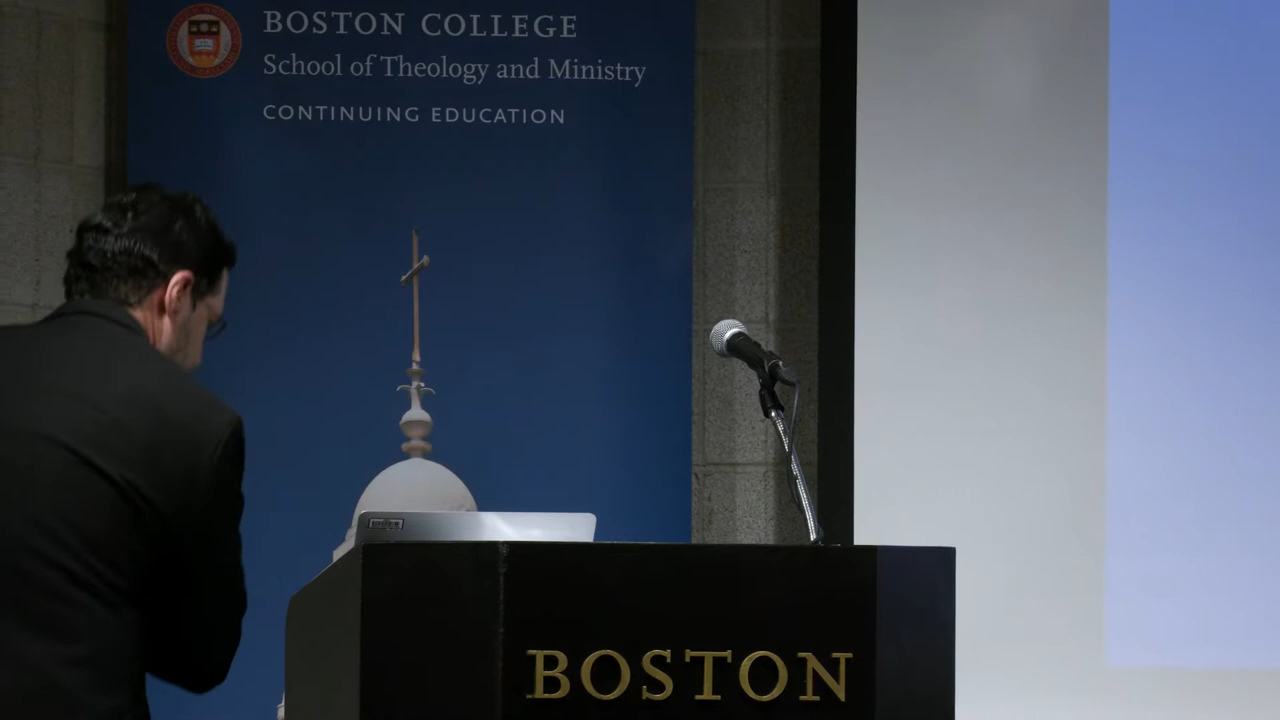 BOSTON COLLEGE
School of Theology and Ministry
CONTINUING EDUCATION
BOSTON